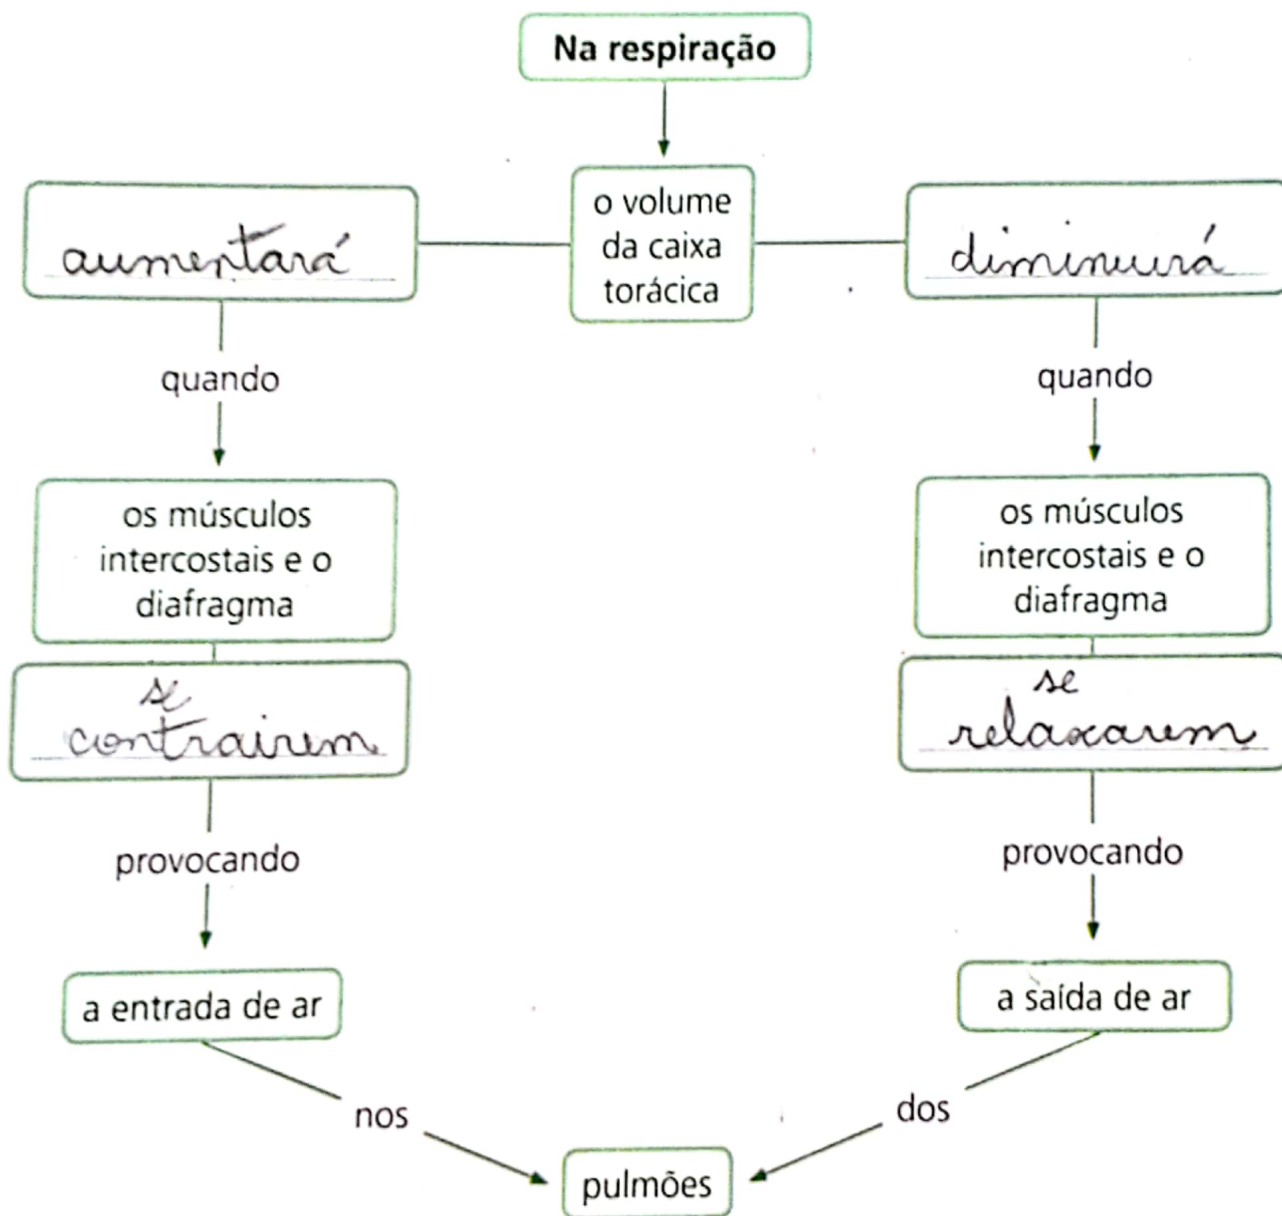 Na respiração
o volume
da caixa
torácica
aumentará
diminuirá
quando
quando
os músculos
intercostais e o
diafragma
os músculos
intercostais e o
diafragma
se
contrairem
se
relaxarem
provocando
provocando
a entrada de ar
a saída de ar
nos
dos
pulmões